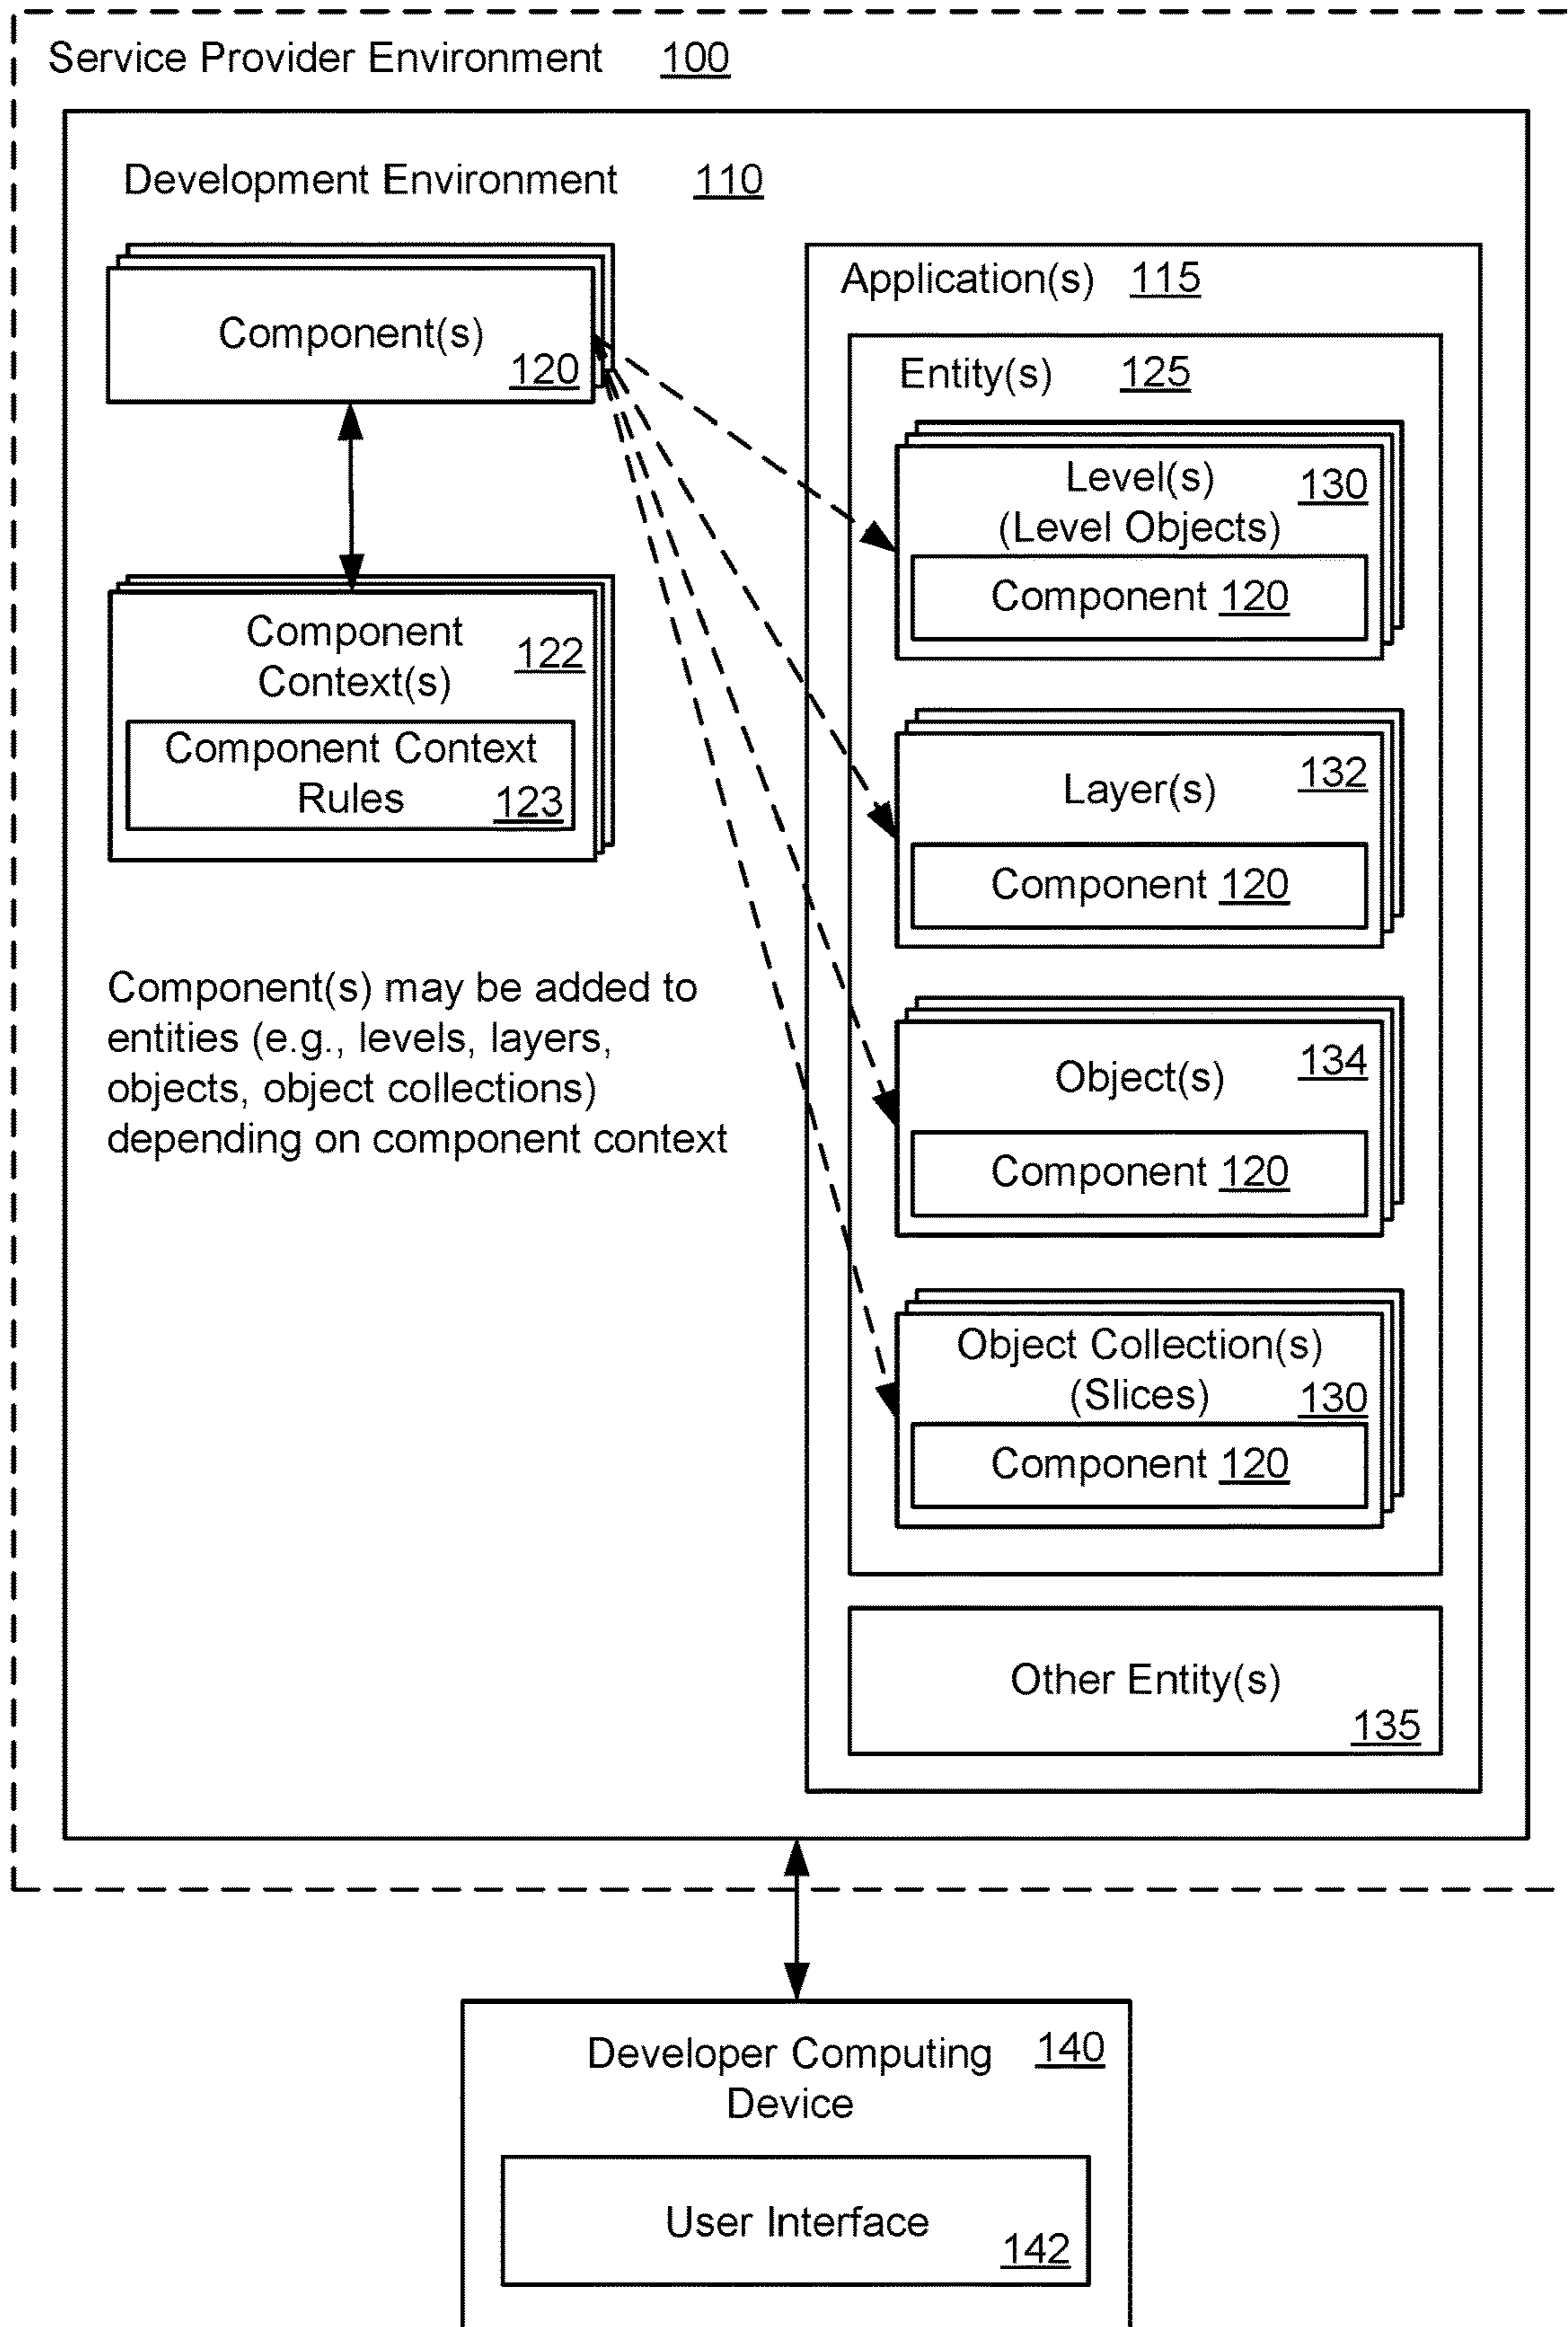 Service Provider Environment 100
Development Environment 110
Component(s)
120
Component
Context(s)
122
Component Context
Rules 123
Component(s) may be added to
entities (e.g., levels, layers,
objects, object collections)
depending on component context
Application(s) 115
Entity(s) 125
Level(s) 130
(Level Objects)
Component 120
Layer(s) 132
Component 120
Object(s) 134
Component 120
Object Collection(s)
(Slices) 130
Component 120
Other Entity(s)
135
Developer Computing 140
Device
User Interface
142